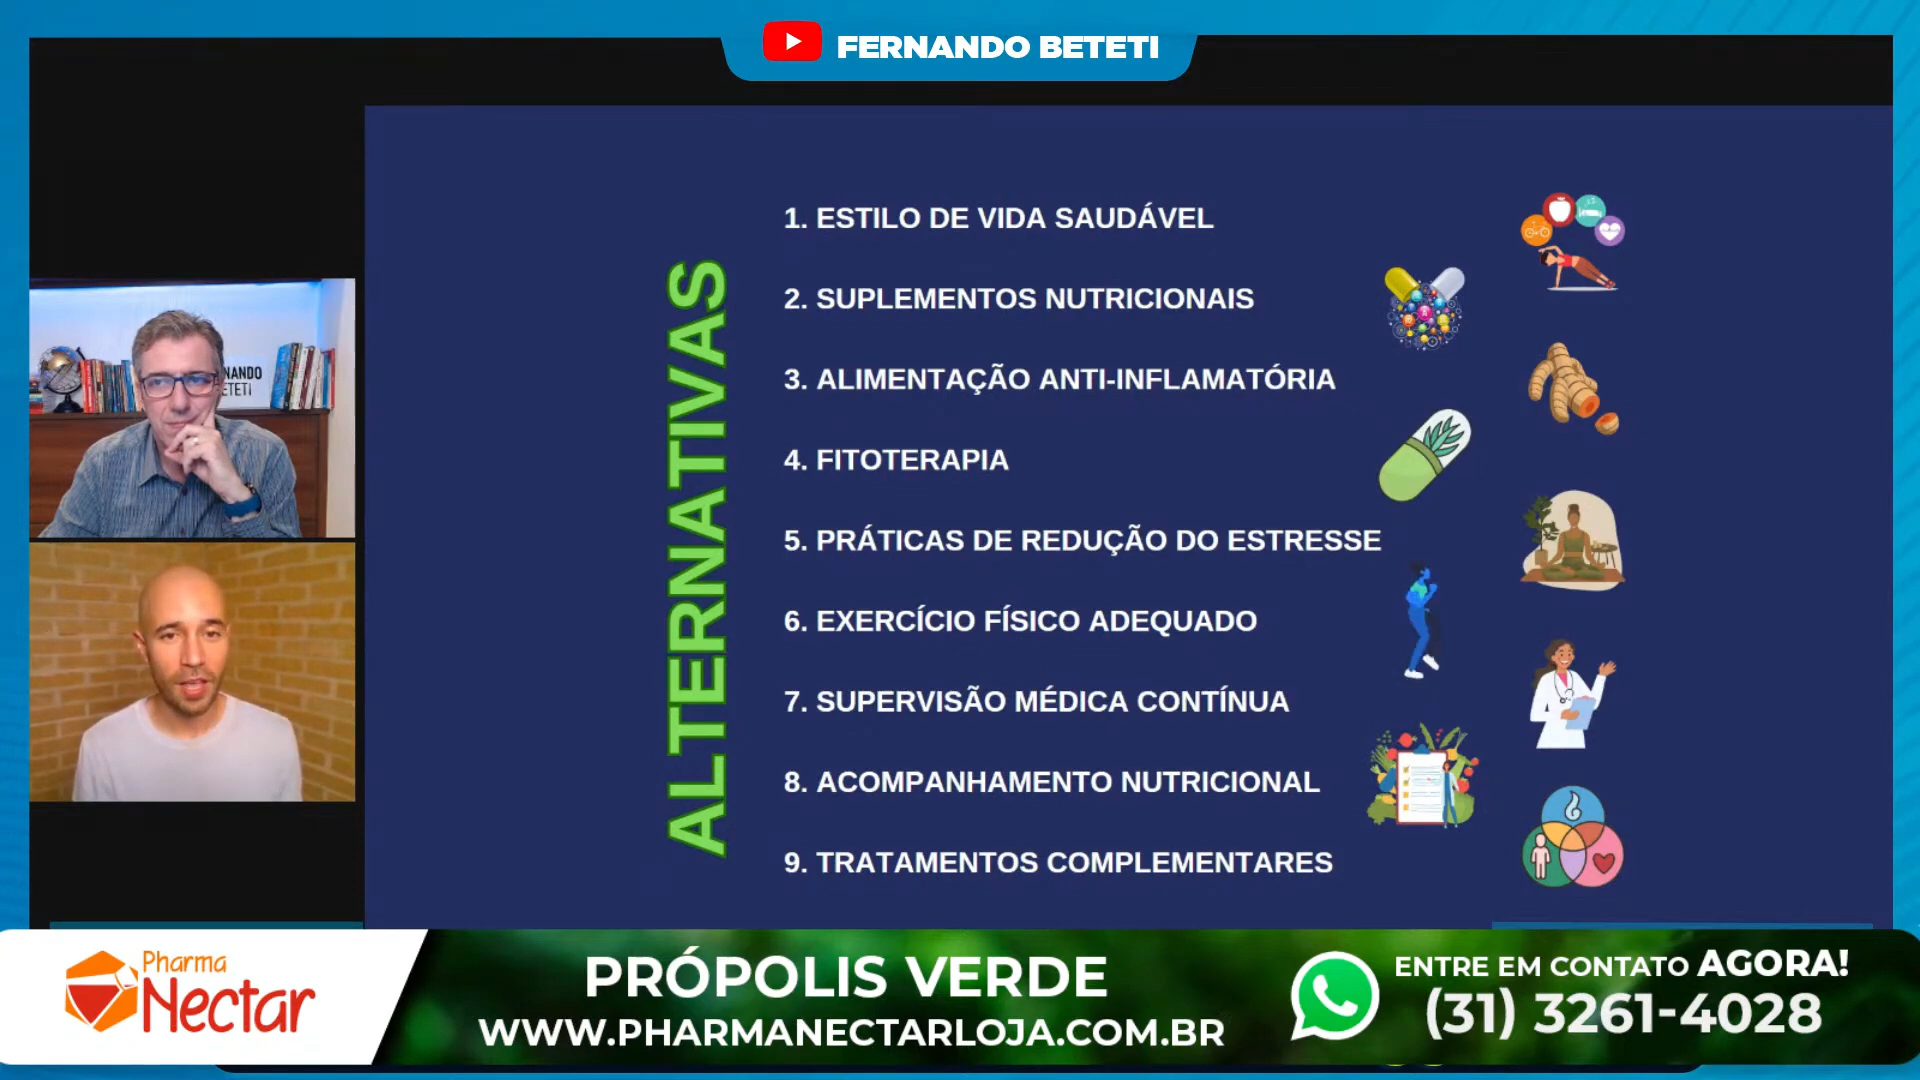 FERNANDO BETETI
ALTERNATIVAS
1. ESTILO DE VIDA SAUDÁVEL
2. SUPLEMENTOS NUTRICIONAIS
3. ALIMENTAÇÃO ANTI-INFLAMATÓRIA
4. FITOTERAPIA
5. PRÁTICAS DE REDUÇÃO DO ESTRESSE
6. EXERCÍCIO FÍSICO ADEQUADO
7. SUPERVISÃO MÉDICA CONTÍNUA
8. ACOMPANHAMENTO NUTRICIONAL
9. TRATAMENTOS COMPLEMENTARES
NANDO
ETETI
Pharma
Nectar
PRÓPOLIS VERDE
WWW.PHARMANECTARLOJA.COM.BR
ENTRE EM CONTATO AGORA!
(31) 3261-4028